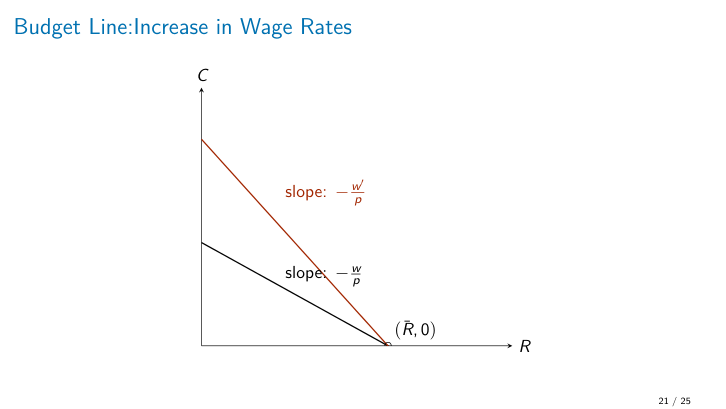 Budget Line:Increase in Wage Rates
C
slope: −w′/p
slope: −w/p
(R̄, 0)
R
21 / 25